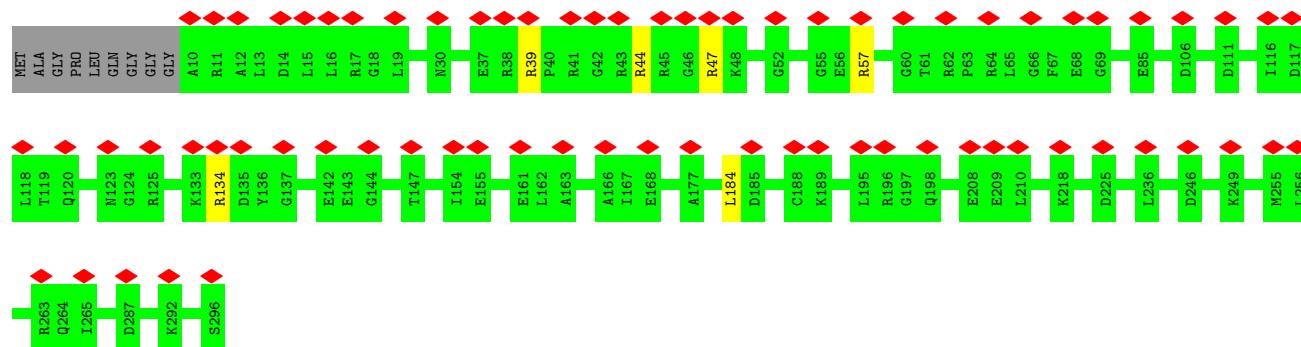 MET ALA GLY PRO LEU GLN GLY GLY GLY A10 R11 A12 L13 D14 L15 L16 R17 G18 L19 N30 E37 R38 R39 P40 R41 G42 R43 R44 R45 G46 R47 K48 G52 G55 E56 R57 G60 T61 R62 P63 R64 L65 G66 F67 E68 G69 E85 D106 D111 I116 D117
L118 T119 Q120 N123 G124 R125 K133 R134 D135 Y136 G137 E142 E143 G144 T147 I154 E155 E161 L162 A163 A166 I167 E168 A177 L184 D185 C188 K189 L195 R196 G197 Q198 E208 E209 L210 K218 D225 L236 D246 K249 M255 L256
R263 Q264 I265 D287 K292 S296